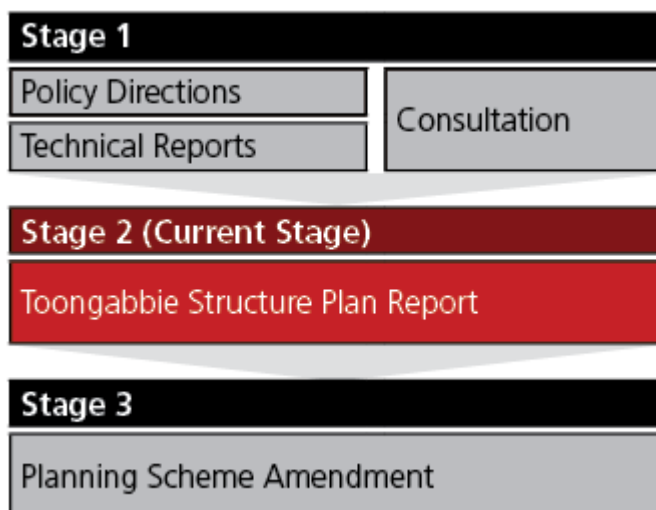 Stage 1
Policy Directions
Technical Reports
Consultation
Stage 2 (Current Stage)
Toongabbie Structure Plan Report
Stage 3
Planning Scheme Amendment